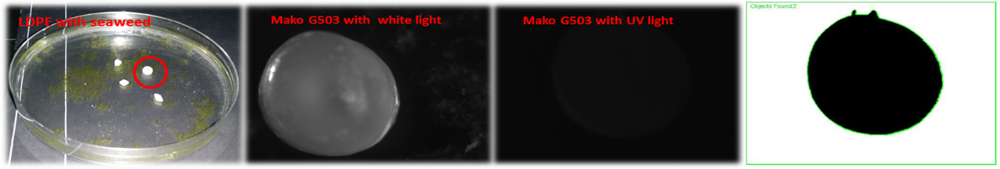 LDPE with seaweed
Mako G503 with white light
Mako G503 with UV light
Objects Found:2